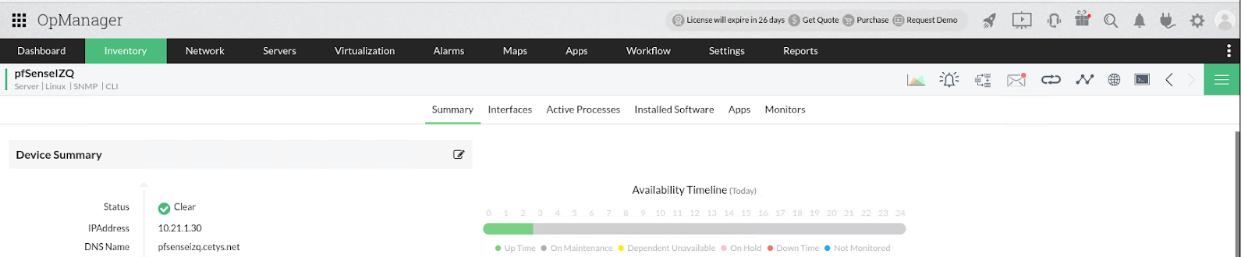 OpManager
License will expire in 26 days Get Quote Purchase Request Demo
Dashboard Inventory Network Servers Virtualization Alarms Maps Apps Workflow Settings Reports
pfSenseIZQ
Server | Linux | SNMP | CLI
Summary Interfaces Active Processes Installed Software Apps Monitors
Device Summary
Availability Timeline (Today)
Status Clear
0 1 2 3 4 5 6 7 8 9 10 11 12 13 14 15 16 17 18 19 20 21 22 23 24
IPAddress 10.21.1.30
DNS Name pfsenseizq.cetys.net
Up Time On Maintenance Dependent Unavailable On Hold Down Time Not Monitored